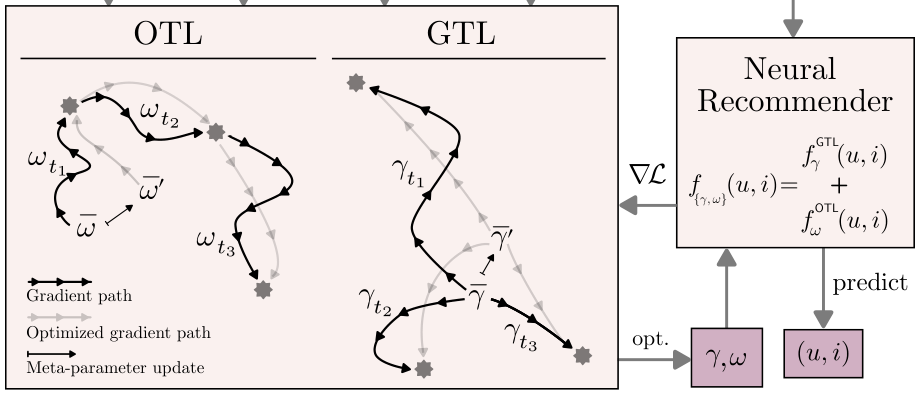 OTL
GTL
ω_{t_1}
ω_{t_2}
ω_{t_3}
ω̅′
ω̅
γ_{t_1}
γ̅′
γ̅
γ_{t_2}
γ_{t_3}
Gradient path
Optimized gradient path
Meta-parameter update
∇ℒ
opt.
Neural
Recommender
f_γ^{GTL}(u, i)
f_{\{γ,ω\}}(u, i) = +
f_ω^{OTL}(u, i)
predict
γ,ω
(u, i)